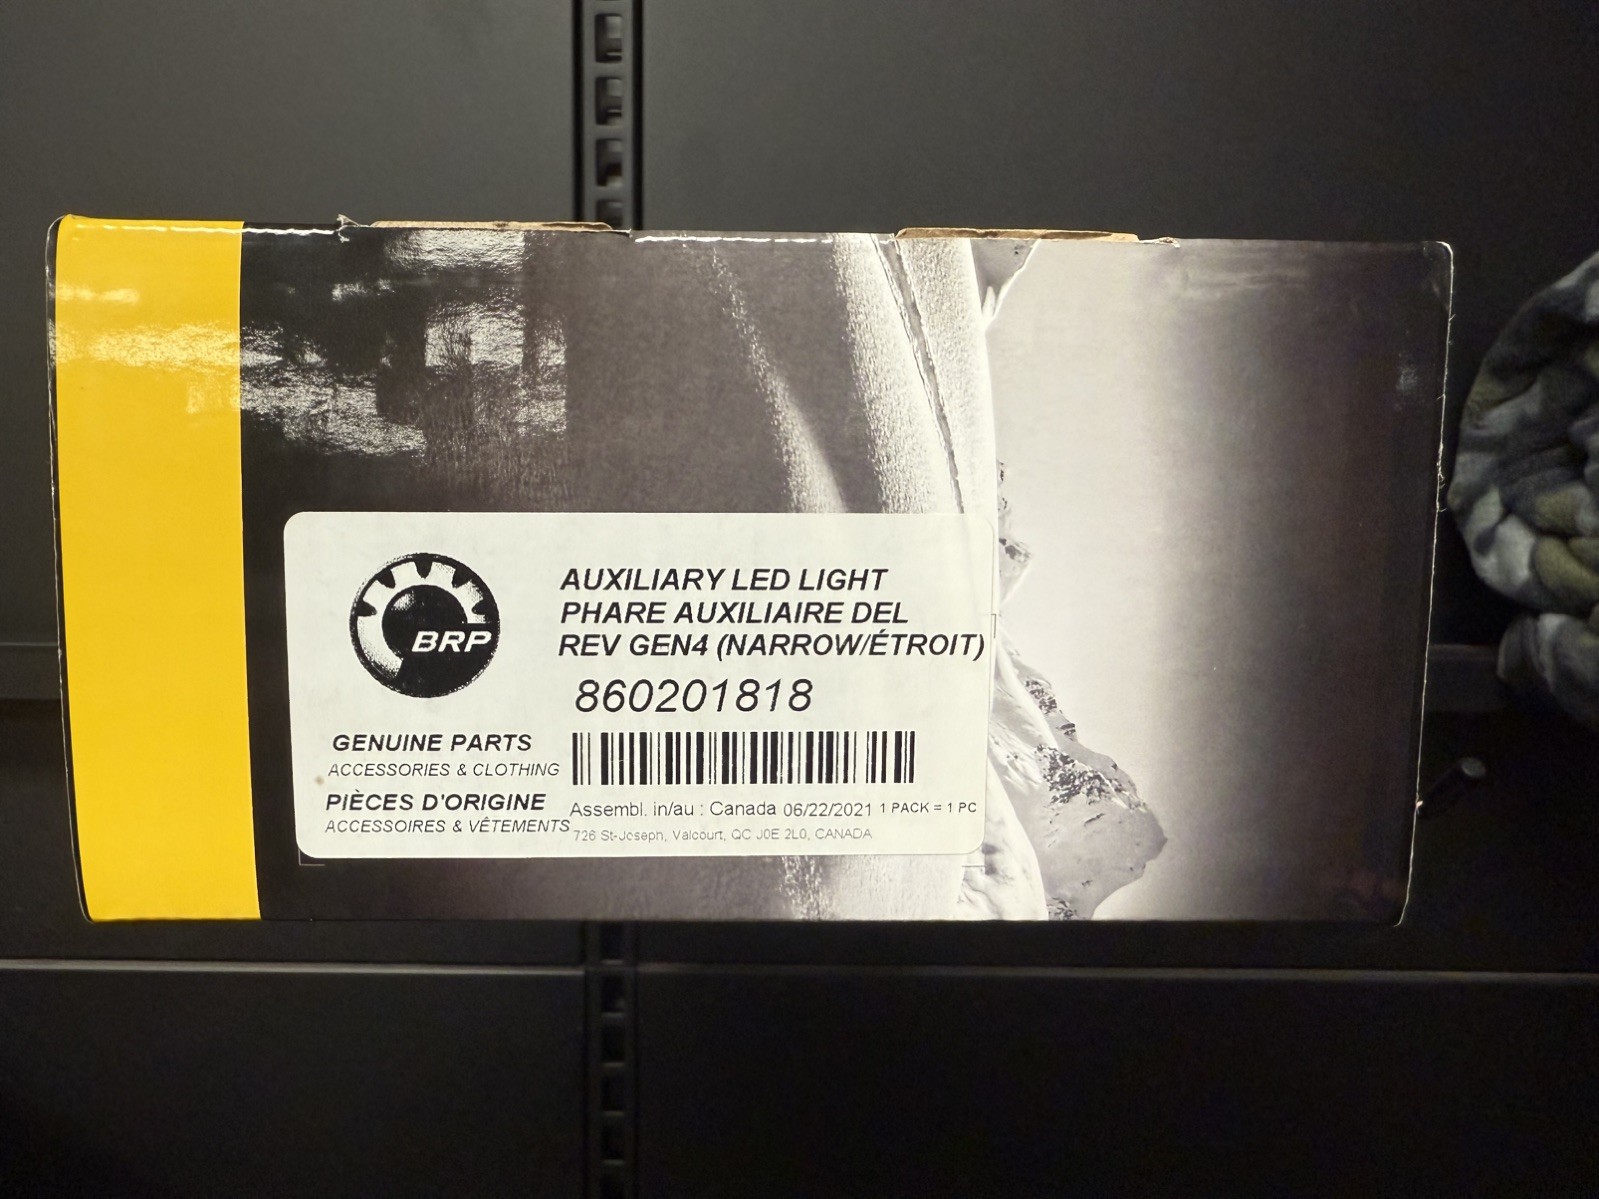 BRP
AUXILIARY LED LIGHT
PHARE AUXILIAIRE DEL
REV GEN4 (NARROW/ÉTROIT)
860201818
GENUINE PARTS
ACCESSORIES & CLOTHING
PIÈCES D'ORIGINE
ACCESSOIRES & VÊTEMENTS
Assembl. in/au : Canada 06/22/2021 1 PACK = 1 PC
726 St-Joseph, Valcourt, QC J0E 2L0, CANADA